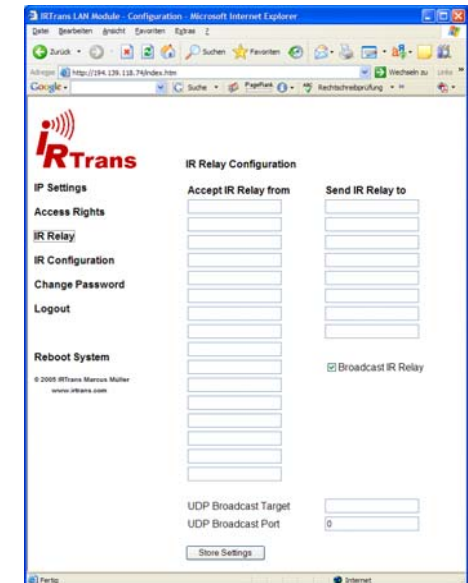 IRTrans LAN Module - Configuration - Microsoft Internet Explorer
Datei Bearbeiten Ansicht Favoriten Extras ?
Zurück Suchen Favoriten
Adresse http://194.139.118.74/index.htm Wechseln zu Links
Google Suche PageRank Rechtschreibprüfung
iRTrans
IR Relay Configuration
IP Settings
Access Rights
IR Relay
IR Configuration
Change Password
Logout
Reboot System
© 2005 IRTrans Marcus Müller
www.irtrans.com
Accept IR Relay from
Send IR Relay to
Broadcast IR Relay
UDP Broadcast Target
UDP Broadcast Port 0
Store Settings
Fertig Internet